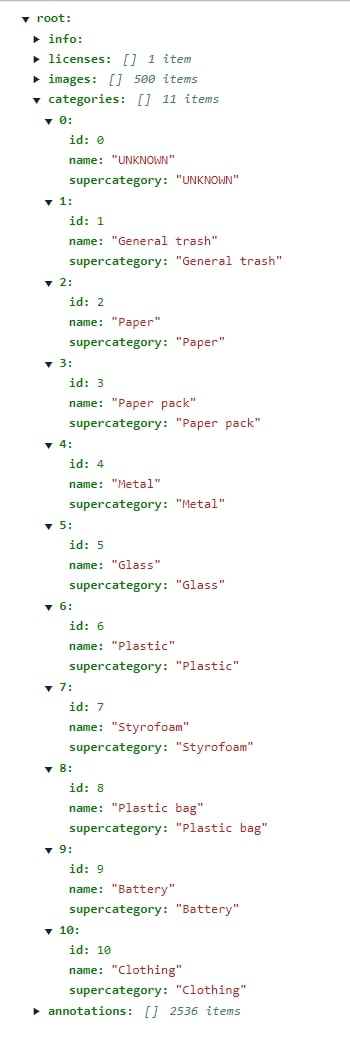 root:
info:
licenses: [] 1 item
images: [] 500 items
categories: [] 11 items
0:
id: 0
name: "UNKNOWN"
supercategory: "UNKNOWN"
1:
id: 1
name: "General trash"
supercategory: "General trash"
2:
id: 2
name: "Paper"
supercategory: "Paper"
3:
id: 3
name: "Paper pack"
supercategory: "Paper pack"
4:
id: 4
name: "Metal"
supercategory: "Metal"
5:
id: 5
name: "Glass"
supercategory: "Glass"
6:
id: 6
name: "Plastic"
supercategory: "Plastic"
7:
id: 7
name: "Styrofoam"
supercategory: "Styrofoam"
8:
id: 8
name: "Plastic bag"
supercategory: "Plastic bag"
9:
id: 9
name: "Battery"
supercategory: "Battery"
10:
id: 10
name: "Clothing"
supercategory: "Clothing"
annotations: [] 2536 items